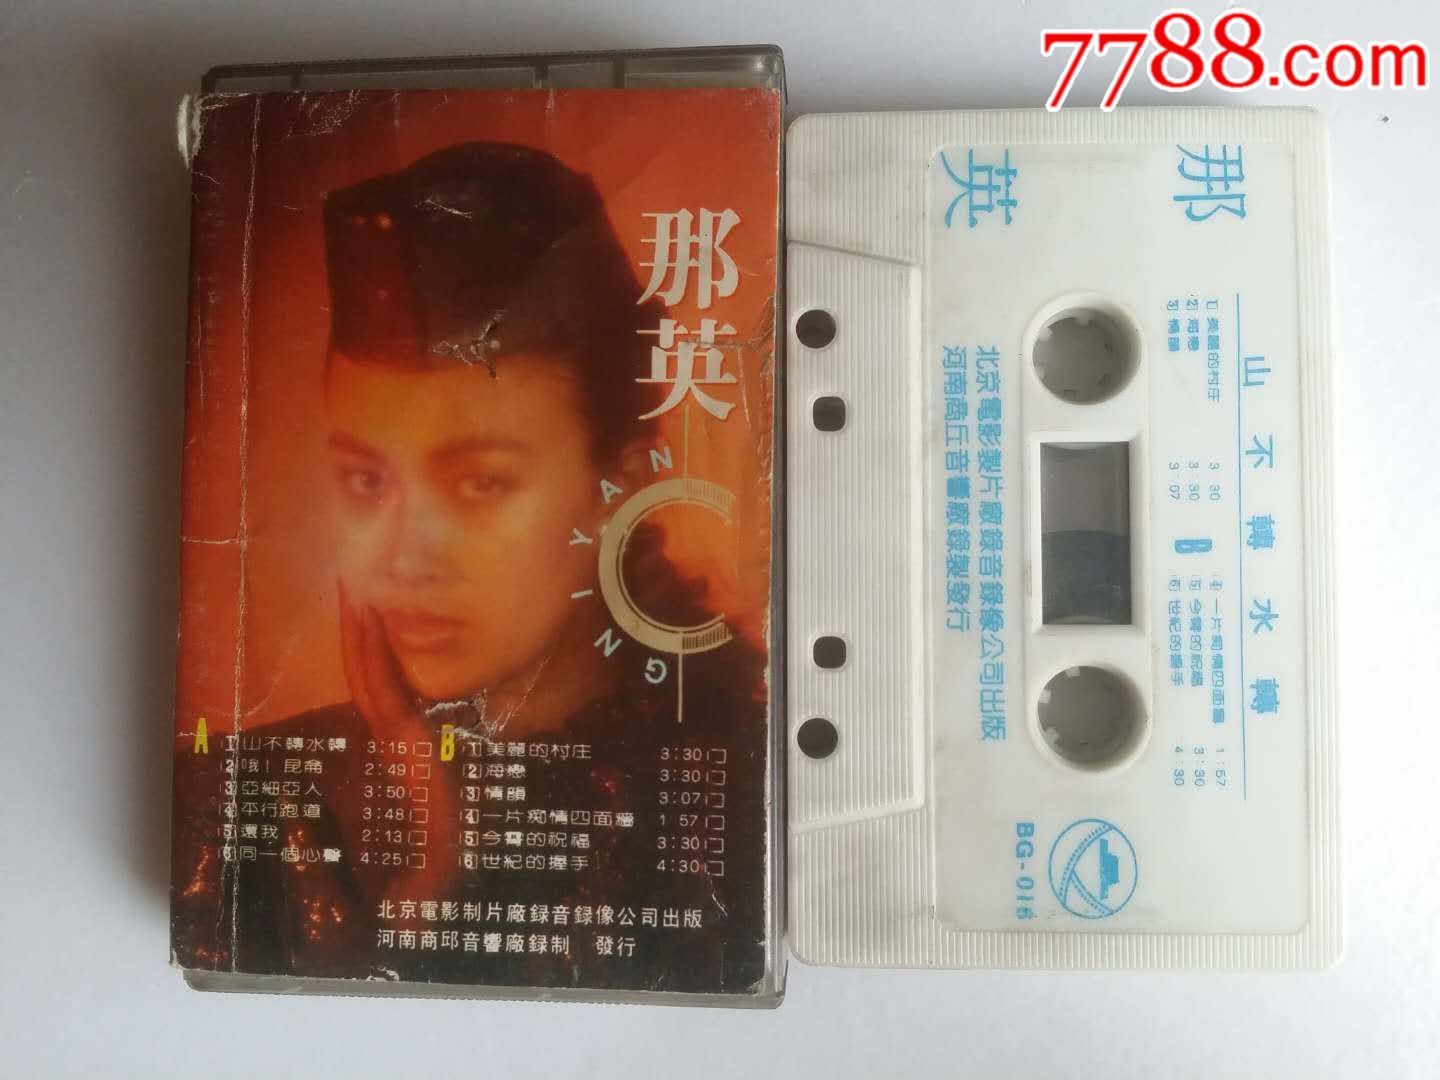 7788.com
那
英
NAYING
A
1 山不轉水轉 3:15
2 哦！昆侖 2:49
3 亞細亞人 3:50
4 平行跑道 3:48
5 還我 2:13
6 同一個心聲 4:25
B
1 美麗的村庄 3:30
2 海戀 3:30
3 情韻 3:07
4 一片痴情四面牆 1 57
5 今宵的祝福 3:30
6 世紀的握手 4:30
北京電影制片廠録音録像公司出版
河南商邱音響廠録制 發行
那英
山不轉水轉
1 美麗的村庄 3 30
2 海戀 3:30
3 情韻 3 07
B
4 一片痴情四面牆 1:57
5 今宵的祝福 3:30
6 世紀的握手 4:30
北京電影製片廠錄音錄像公司出版
河南商丘音響廠錄製發行
BG-016